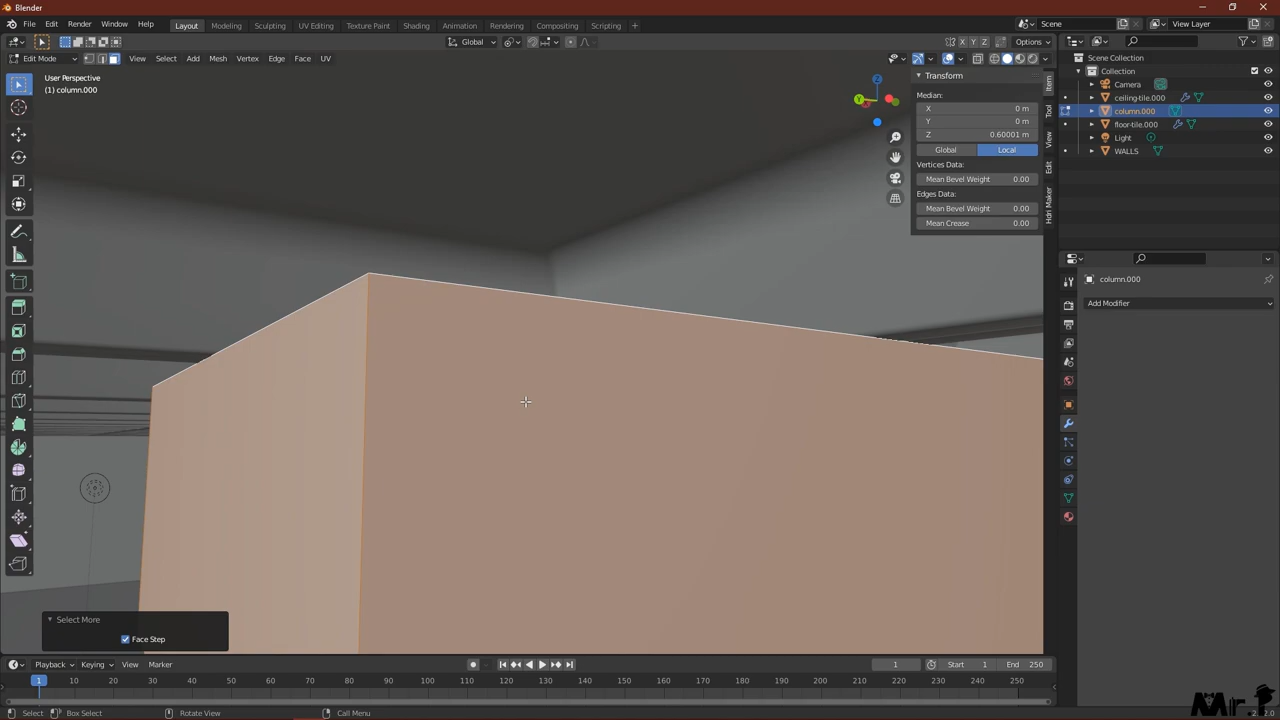 Blender
File Edit Render Window Help Layout Modeling Sculpting UV Editing Texture Paint Shading Animation Rendering Compositing Scripting + Scene View Layer
Global Options
Edit Mode View Select Add Mesh Vertex Edge Face UV X Y Z
User Perspective
(1) column.000
Z
Y
Transform
Median:
X 0 m
Y 0 m
Z 0.60001 m
Global Local
Vertices Data:
Mean Bevel Weight 0.00
Edges Data:
Mean Bevel Weight 0.00
Mean Crease 0.00
Item
Tool
View
Edit
Hdri Maker
Scene Collection
Collection
Camera
ceiling-tile.000
column.000
floor-tile.000
Light
WALLS
column.000
Add Modifier
Select More
Face Step
Playback Keying View Marker 1 Start 1 End 250
1 10 20 30 40 50 60 70 80 90 100 110 120 130 140 150 160 170 180 190 200 210 220 230 240 250
Select Box Select Rotate View Call Menu